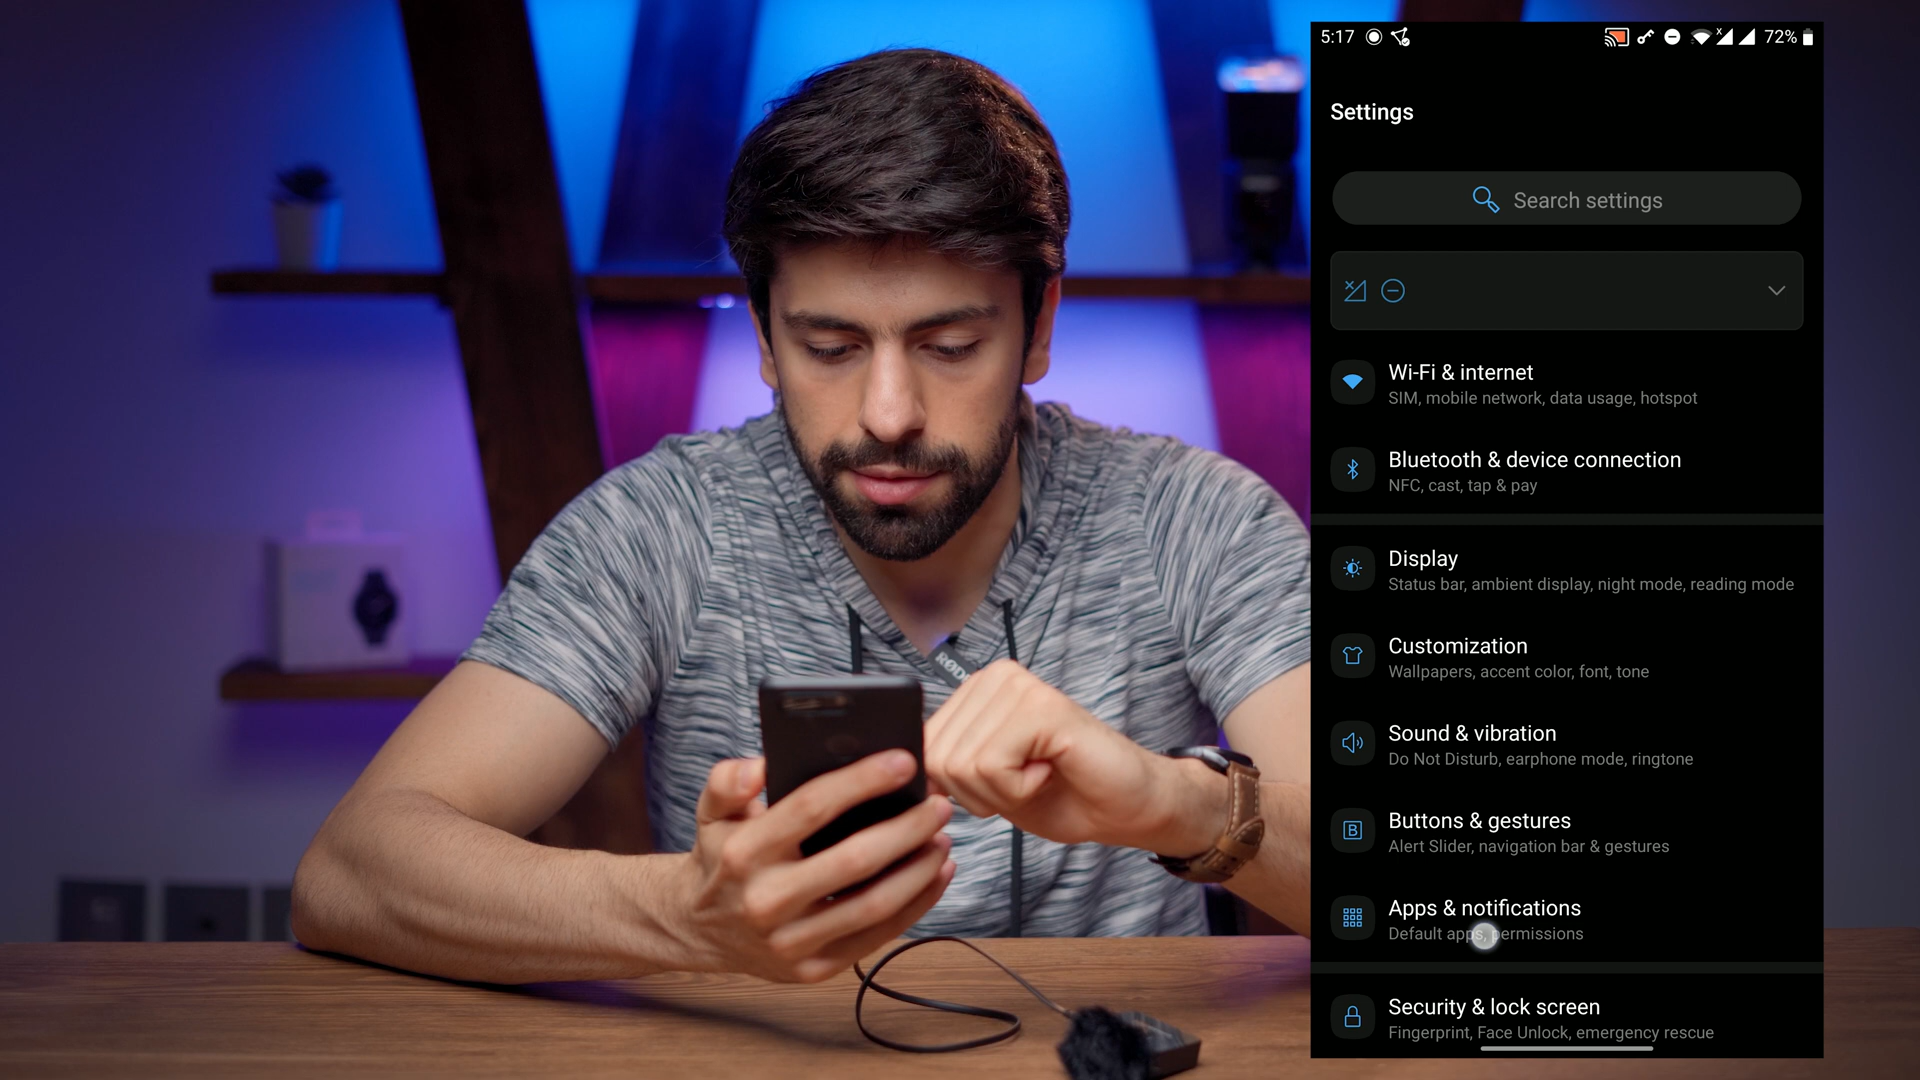 5:17
72%
Settings
Search settings
Wi-Fi & internet
SIM, mobile network, data usage, hotspot
Bluetooth & device connection
NFC, cast, tap & pay
Display
Status bar, ambient display, night mode, reading mode
Customization
Wallpapers, accent color, font, tone
Sound & vibration
Do Not Disturb, earphone mode, ringtone
Buttons & gestures
Alert Slider, navigation bar & gestures
Apps & notifications
Default apps, permissions
Security & lock screen
Fingerprint, Face Unlock, emergency rescue